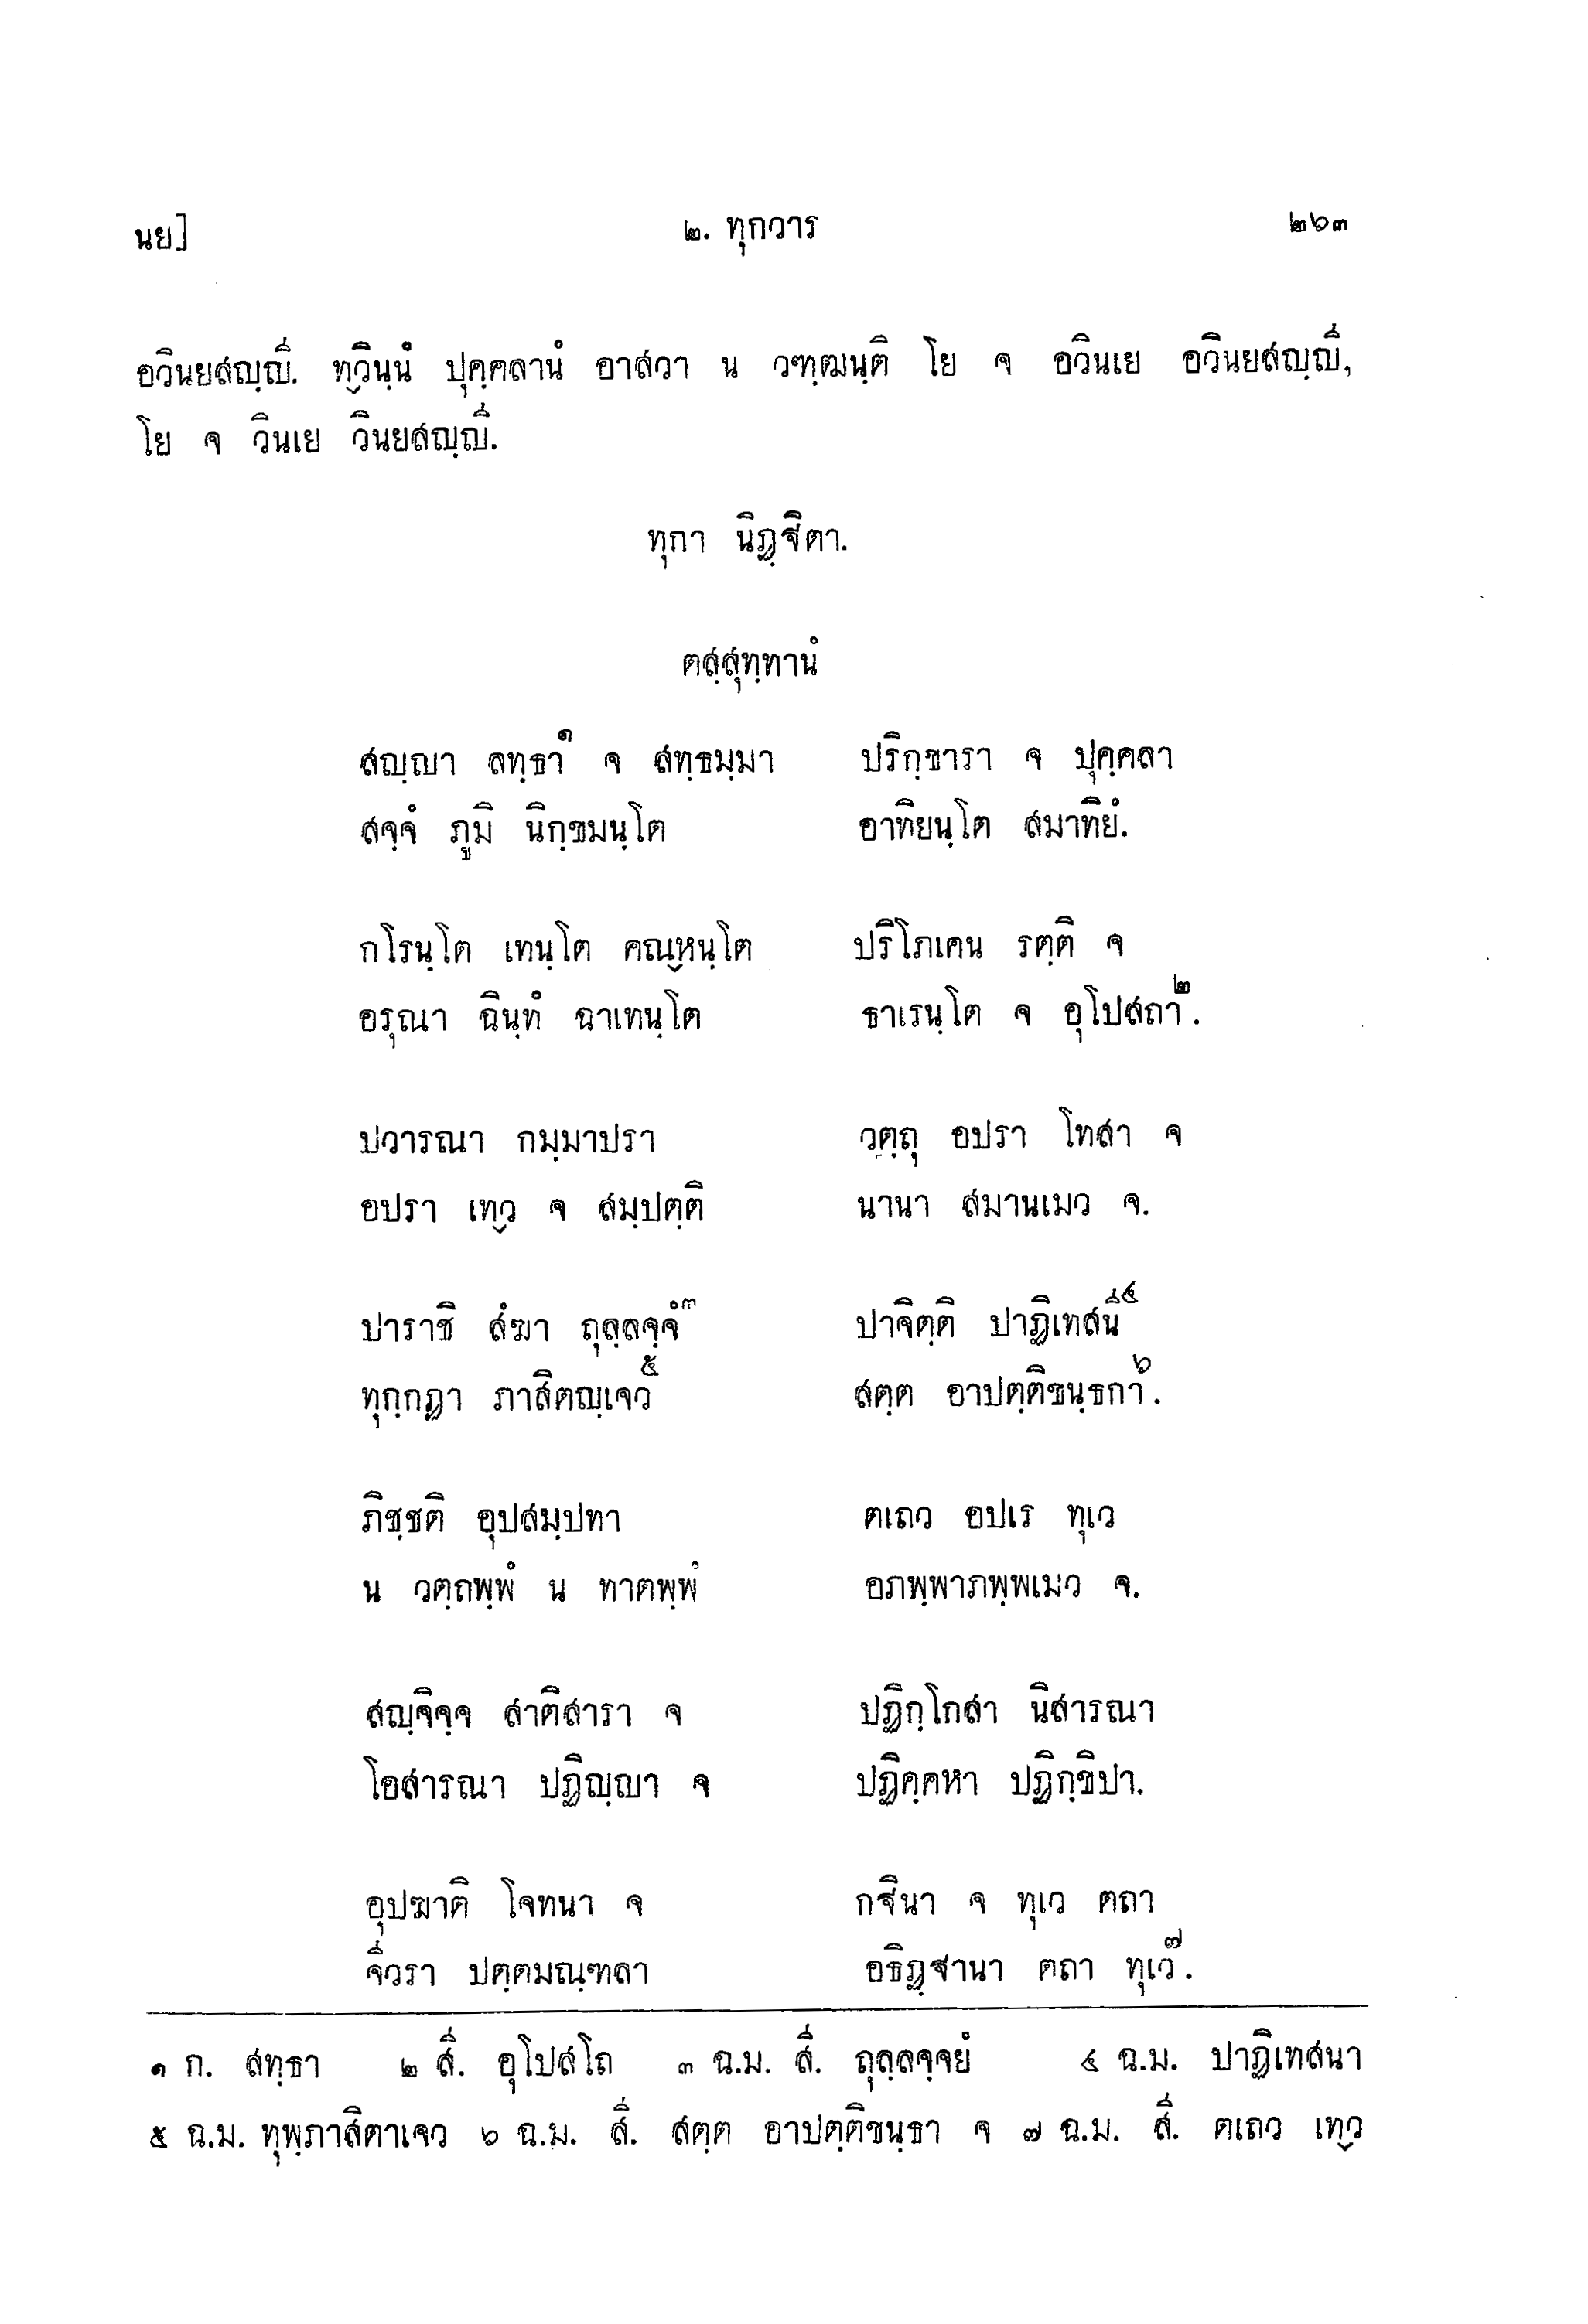 นย] ๒. ทุกวาร ๒๖๓
อวินยสญฺญี. ทฺวินฺนํ ปุคฺคลานํ อาสวา น วฑฺฒนฺติ โย จ อวินเย อวินยสญฺญี,
โย จ วินเย วินยสญฺญี.
ทุกา นิฏฺฐิตา.
ตสฺสุทฺทานํ
สญฺญา ลทฺธา๑ จ สทฺธมฺมา ปริกฺขารา จ ปุคฺคลา
สจฺจํ ภูมิ นิกฺขมนฺโต อาทิยนฺโต สมาทิยํ.
กโรนฺโต เทนฺโต คณฺหนฺโต ปริโภเคน รตฺติ จ
อรุณา ฉินฺทํ ฉาเทนฺโต ธาเรนฺโต จ อุโปสถา๒.
ปวารณา กมฺมาปรา วตฺถุ อปรา โทสา จ
อปรา เทฺว จ สมฺปตฺติ นานา สมานเมว จ.
ปาราชิ สํฆา ถุลฺลจฺจํ๓ ปาจิตฺติ ปาฏิเทสนี๔
ทุกฺกฏา ภาสิตญฺเจว๕ สตฺต อาปตฺติขนฺธกา๖.
ภิชฺชติ อุปสมฺปทา ตเถว อปเร ทุเว
น วตฺถพฺพํ น ทาตพฺพํ อภพฺพาภพฺพเมว จ.
สญฺจิจฺจ สาติสารา จ ปฏิกฺโกสา นิสารณา
โอสารณา ปฏิญฺญา จ ปฏิคฺคหา ปฏิกฺขิปา.
อุปฆาติ โจทนา จ กฐินา จ ทุเว ตถา
จีวรา ปตฺตมณฺฑลา อธิฏฺฐานา ตถา ทุเว๗.
๑ ก. สทฺธา ๒ สี. อุโปสโถ ๓ ฉ.ม. สี. ถุลฺลจฺจยํ ๔ ฉ.ม. ปาฏิเทสนา
๕ ฉ.ม. ทุพฺภาสิตาเจว ๖ ฉ.ม. สี. สตฺต อาปตฺติขนฺธา จ ๗ ฉ.ม. สี. ตเถว เทฺว